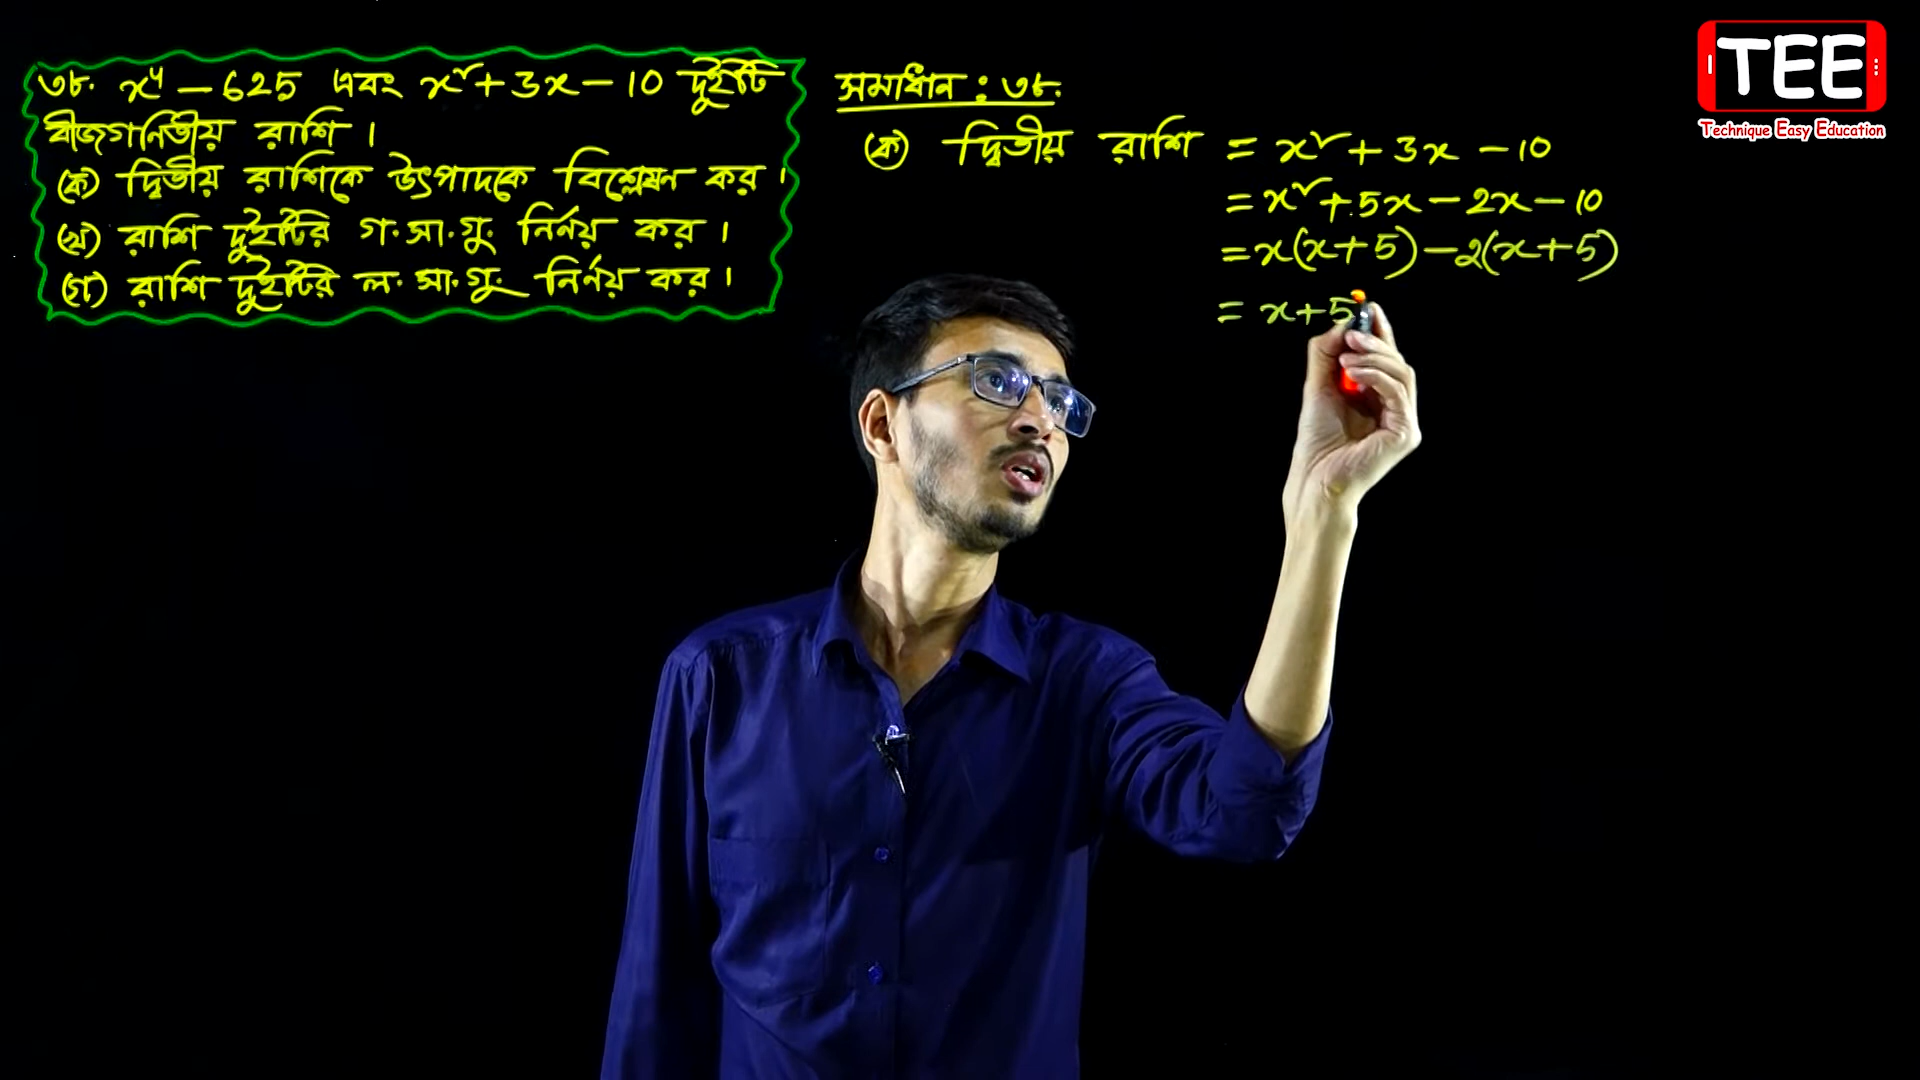 ৩৮. x⁴ - 625 এবং x² + 3x - 10 দুইটি
বীজগণিতীয় রাশি।
(ক) দ্বিতীয় রাশিকে উৎপাদকে বিশ্লেষণ কর।
(খ) রাশি দুইটির গ. সা. গু. নির্ণয় কর।
(গ) রাশি দুইটির ল. সা. গু. নির্ণয় কর।
সমাধান : ৩৮.
(ক) দ্বিতীয় রাশি = x² + 3x - 10
= x² + 5x - 2x - 10
= x(x+5) - 2(x+5)
= x+5
TEE
Technique Easy Education